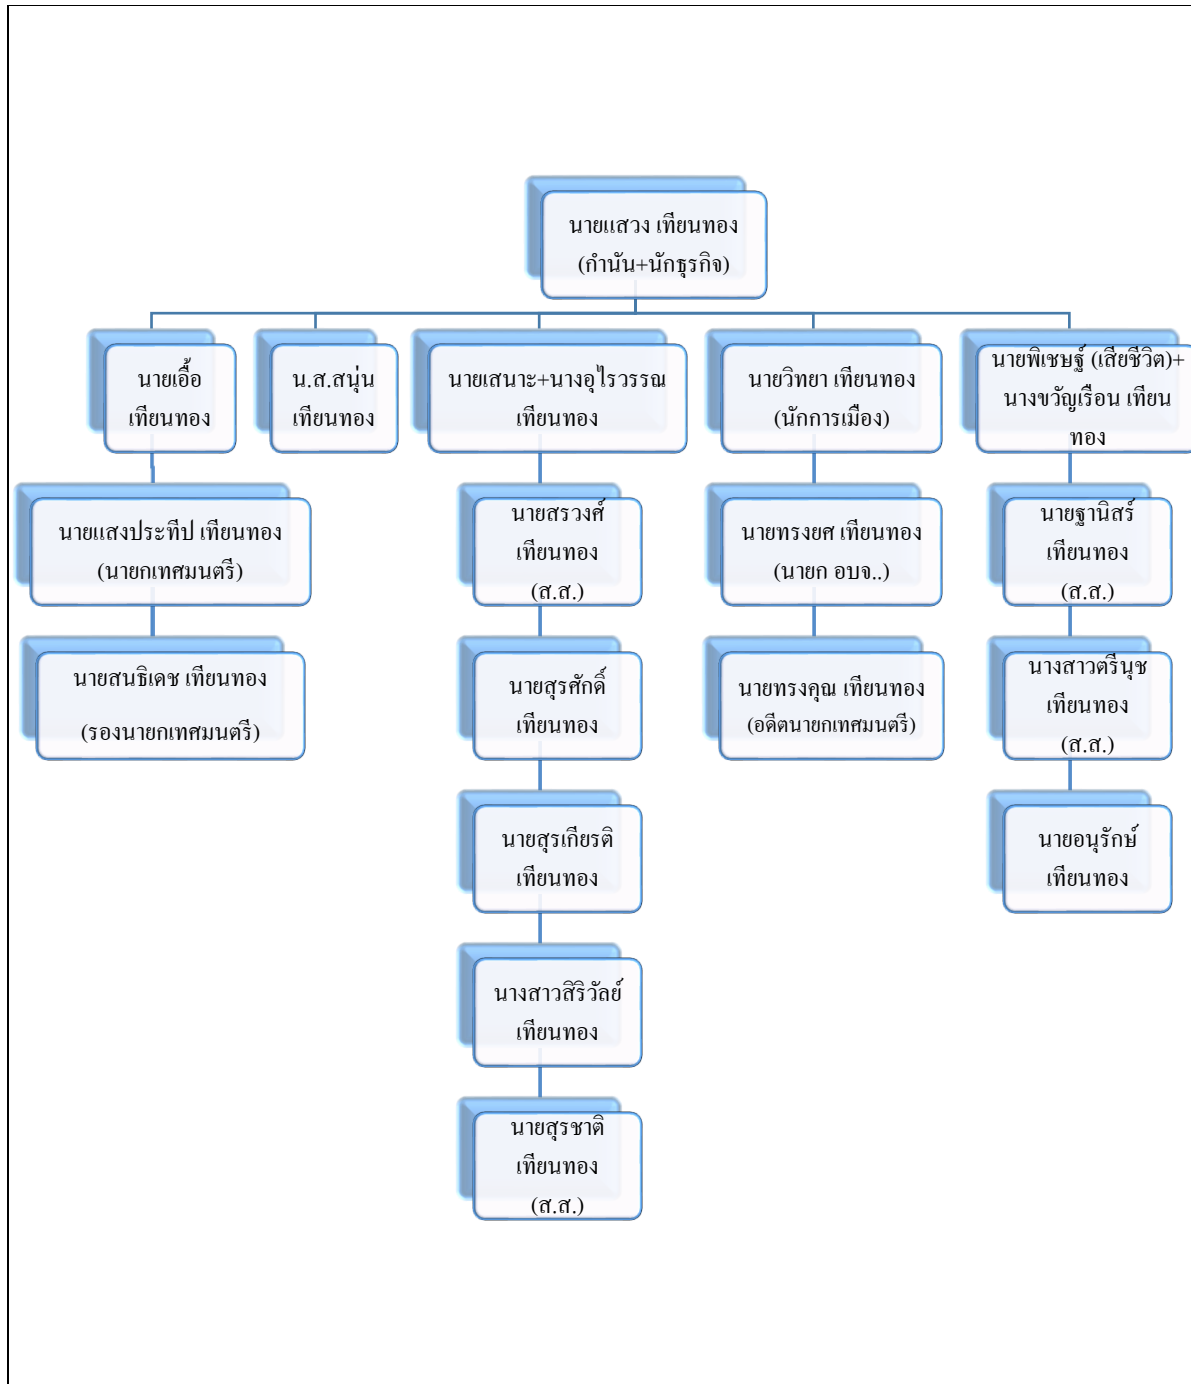 นายแสวง เทียนทอง
(กำนัน+นักธุรกิจ)
นายเอื้อ
เทียนทอง
น.ส.สนุ่น
เทียนทอง
นายเสนาะ+นางอุไรวรรณ
เทียนทอง
นายวิทยา เทียนทอง
(นักการเมือง)
นายพิเชษฐ์ (เสียชีวิต)+
นางขวัญเรือน เทียน
ทอง
นายแสงประทีป เทียนทอง
(นายกเทศมนตรี)
นายสรวงศ์
เทียนทอง
(ส.ส.)
นายทรงยศ เทียนทอง
(นายก อบจ..)
นายฐานิสร์
เทียนทอง
(ส.ส.)
นายสนธิเดช เทียนทอง
(รองนายกเทศมนตรี)
นายสุรศักดิ์
เทียนทอง
นายทรงคุณ เทียนทอง
(อดีตนายกเทศมนตรี)
นางสาวตรีนุช
เทียนทอง
(ส.ส.)
นายสุรเกียรติ
เทียนทอง
นายอนุรักษ์
เทียนทอง
นางสาวสิริวัลย์
เทียนทอง
นายสุรชาติ
เทียนทอง
(ส.ส.)